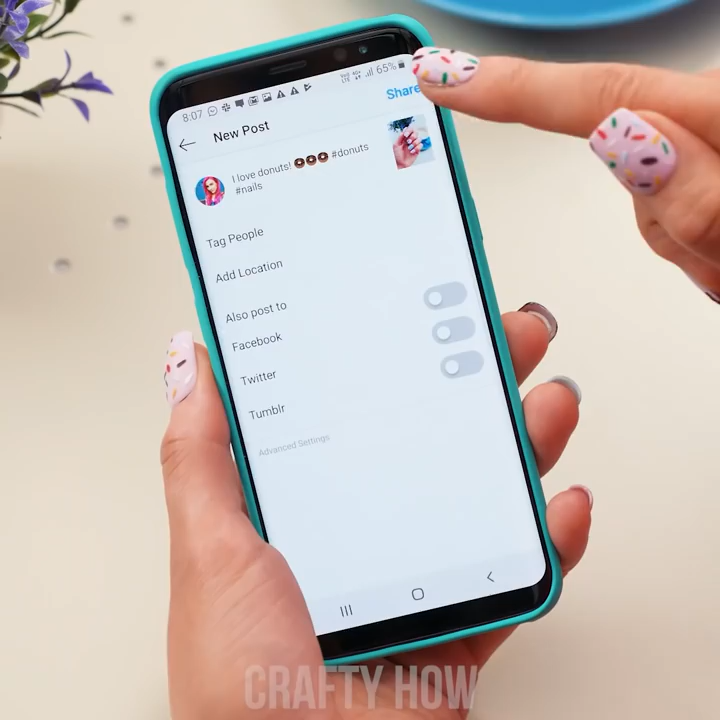 8:07 65%
Share
New Post
I love donuts! 🍩🍩🍩 #donuts
#nails
Tag People
Add Location
Also post to
Facebook
Twitter
Tumblr
Advanced Settings
CRAFTY HOW